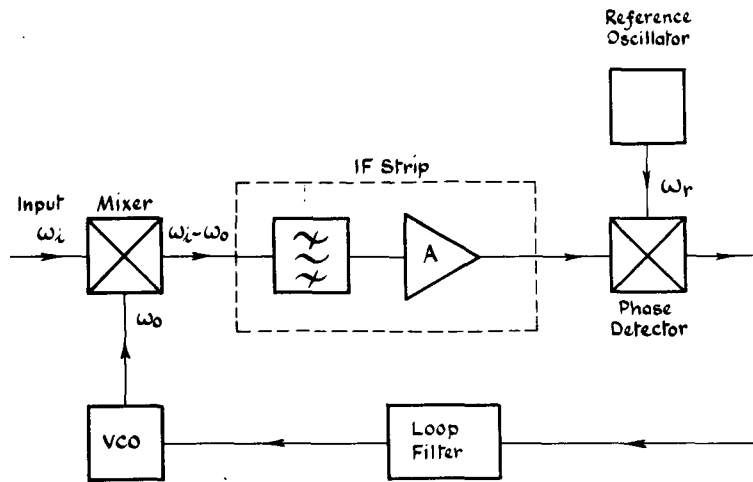 Reference
Oscillator
IF Strip
Input
Mixer
ωi
ωi-ωo
A
ωr
Phase
Detector
ωo
VCO
Loop
Filter